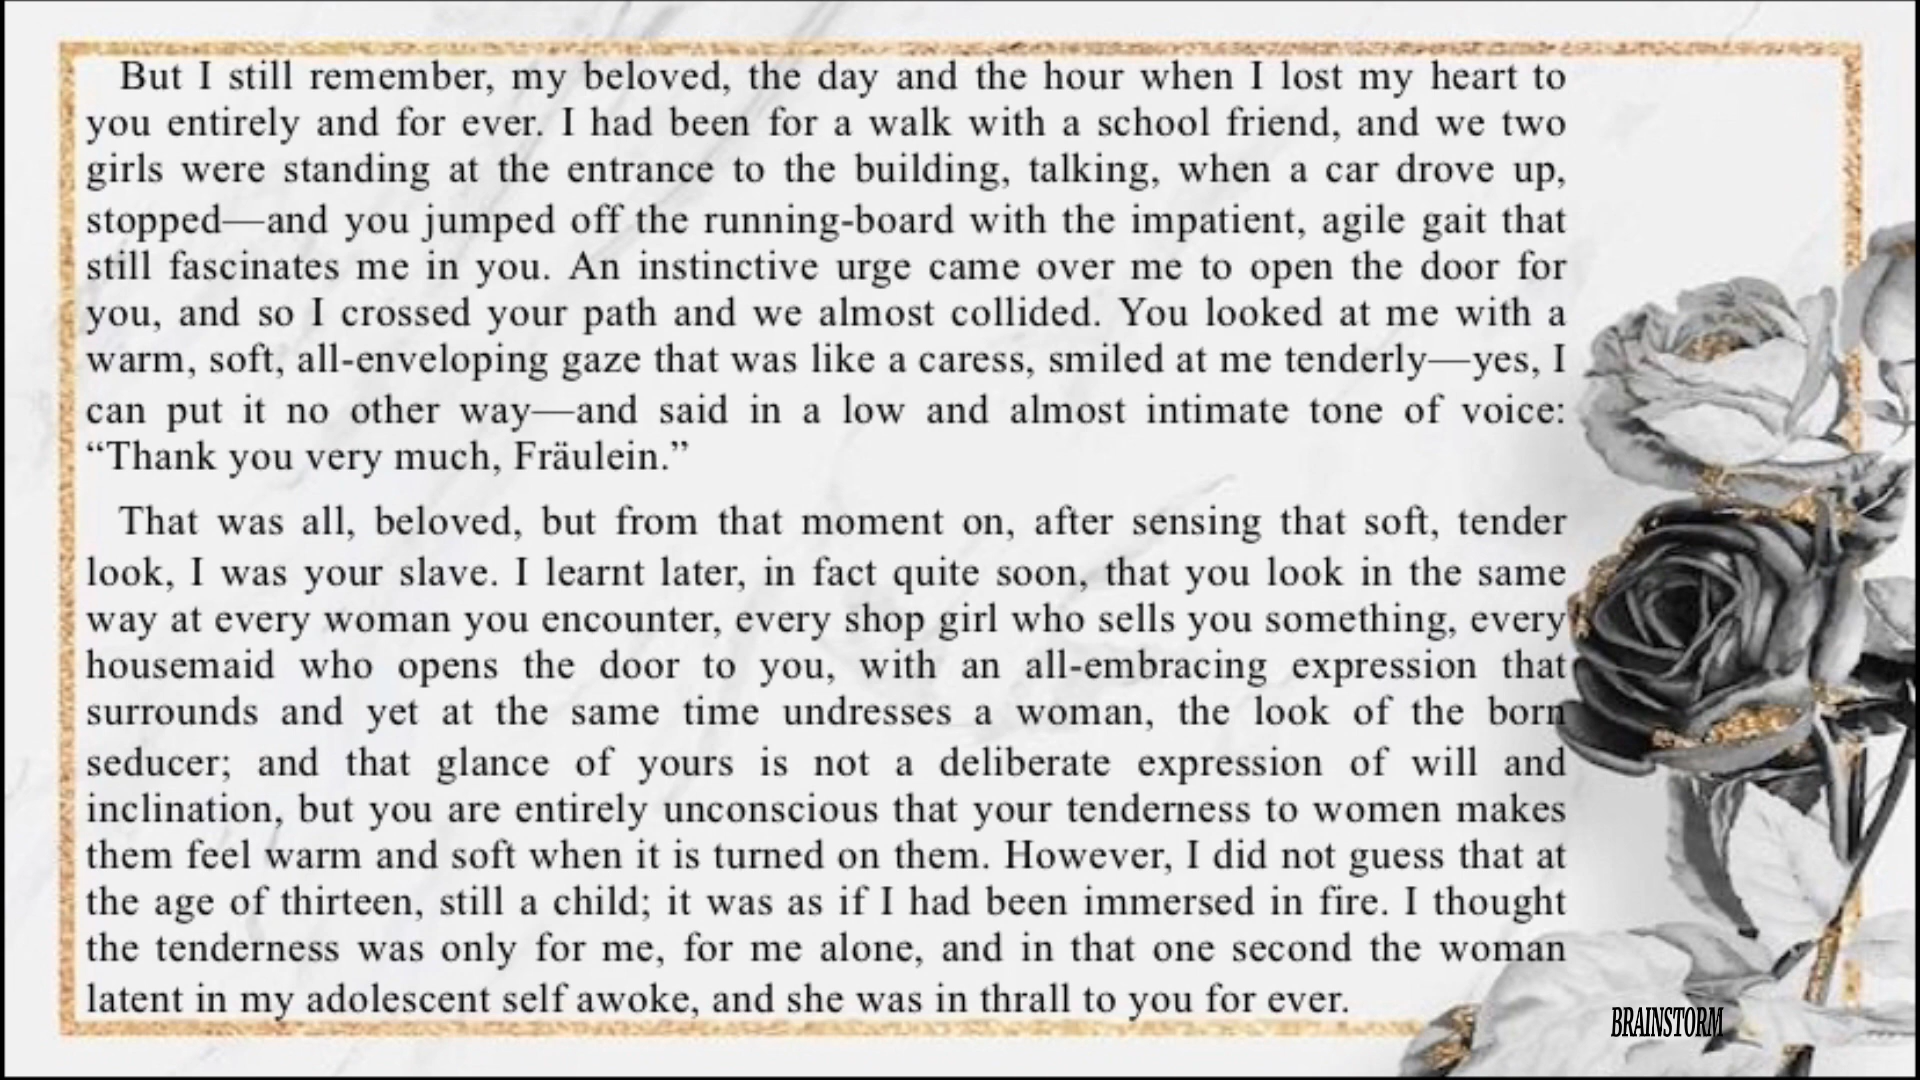 But I still remember, my beloved, the day and the hour when I lost my heart to
you entirely and for ever. I had been for a walk with a school friend, and we two
girls were standing at the entrance to the building, talking, when a car drove up,
stopped—and you jumped off the running-board with the impatient, agile gait that
still fascinates me in you. An instinctive urge came over me to open the door for
you, and so I crossed your path and we almost collided. You looked at me with a
warm, soft, all-enveloping gaze that was like a caress, smiled at me tenderly—yes, I
can put it no other way—and said in a low and almost intimate tone of voice:
“Thank you very much, Fräulein.”
That was all, beloved, but from that moment on, after sensing that soft, tender
look, I was your slave. I learnt later, in fact quite soon, that you look in the same
way at every woman you encounter, every shop girl who sells you something, every
housemaid who opens the door to you, with an all-embracing expression that
surrounds and yet at the same time undresses a woman, the look of the born
seducer; and that glance of yours is not a deliberate expression of will and
inclination, but you are entirely unconscious that your tenderness to women makes
them feel warm and soft when it is turned on them. However, I did not guess that at
the age of thirteen, still a child; it was as if I had been immersed in fire. I thought
the tenderness was only for me, for me alone, and in that one second the woman
latent in my adolescent self awoke, and she was in thrall to you for ever.
BRAINSTORM